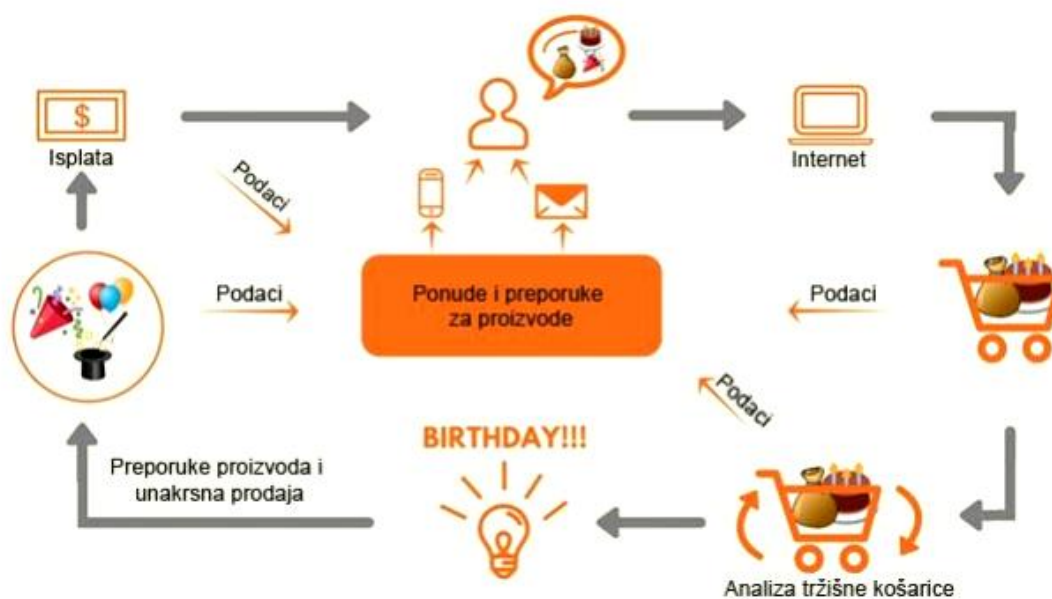 $
Isplata
Internet
Podaci
Podaci
Ponude i preporuke
za proizvode
Podaci
Podaci
BIRTHDAY!!!
Preporuke proizvoda i
unakrsna prodaja
Analiza tržišne košarice